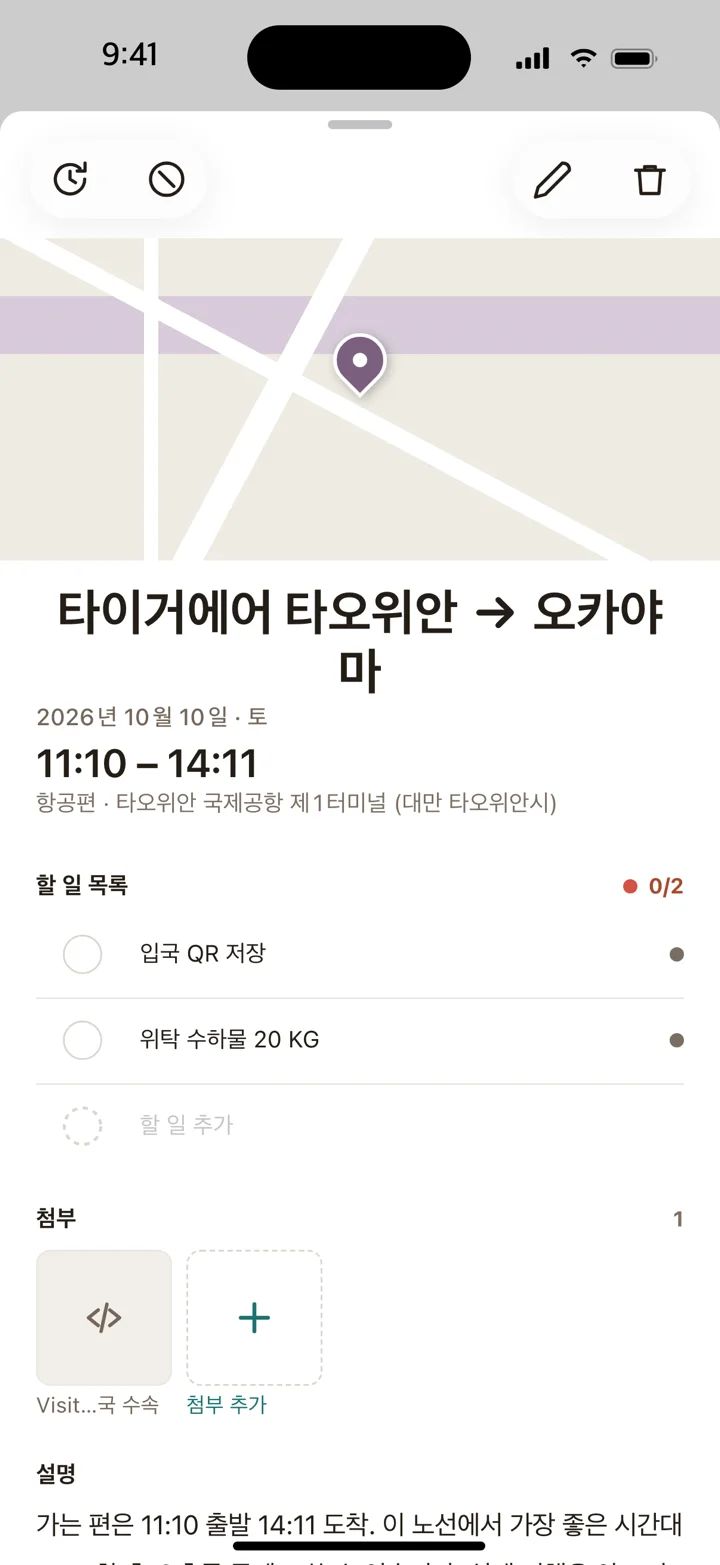 9:41
타이거에어 타오위안 → 오카야
마
2026년 10월 10일 · 토
11:10 – 14:11
항공편 · 타오위안 국제공항 제1터미널 (대만 타오위안시)
할 일 목록
0/2
입국 QR 저장
위탁 수하물 20 KG
할 일 추가
첨부
1
Visit...국 수속
첨부 추가
설명
가는 편은 11:10 출발 14:11 도착. 이 노선에서 가장 좋은 시간대